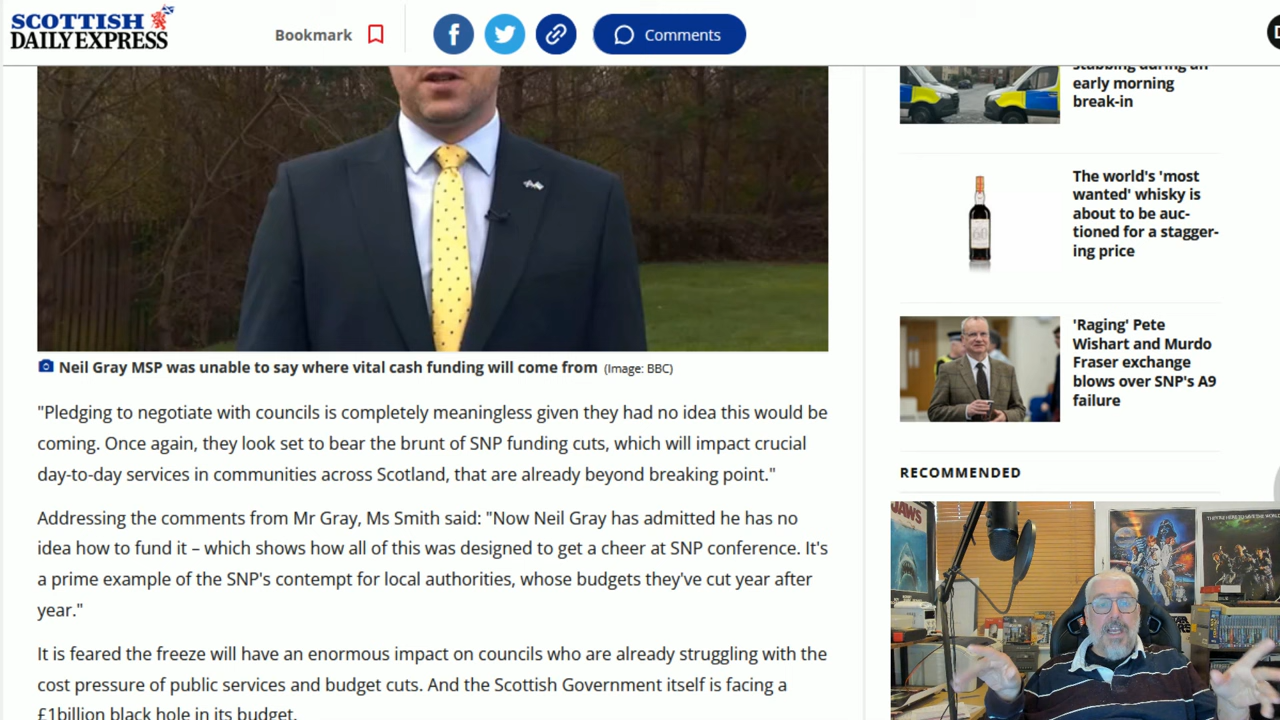 SCOTTISH
DAILY EXPRESS
Bookmark
Comments
Neil Gray MSP was unable to say where vital cash funding will come from (Image: BBC)
"Pledging to negotiate with councils is completely meaningless given they had no idea this would be
coming. Once again, they look set to bear the brunt of SNP funding cuts, which will impact crucial
day-to-day services in communities across Scotland, that are already beyond breaking point."
Addressing the comments from Mr Gray, Ms Smith said: "Now Neil Gray has admitted he has no
idea how to fund it – which shows how all of this was designed to get a cheer at SNP conference. It's
a prime example of the SNP's contempt for local authorities, whose budgets they've cut year after
year."
It is feared the freeze will have an enormous impact on councils who are already struggling with the
cost pressure of public services and budget cuts. And the Scottish Government itself is facing a
£1billion black hole in its budget.
stabbing during an
early morning
break-in
The world's 'most
wanted' whisky is
about to be auc-
tioned for a stagger-
ing price
60
'Raging' Pete
Wishart and Murdo
Fraser exchange
blows over SNP's A9
failure
RECOMMENDED
JAWS